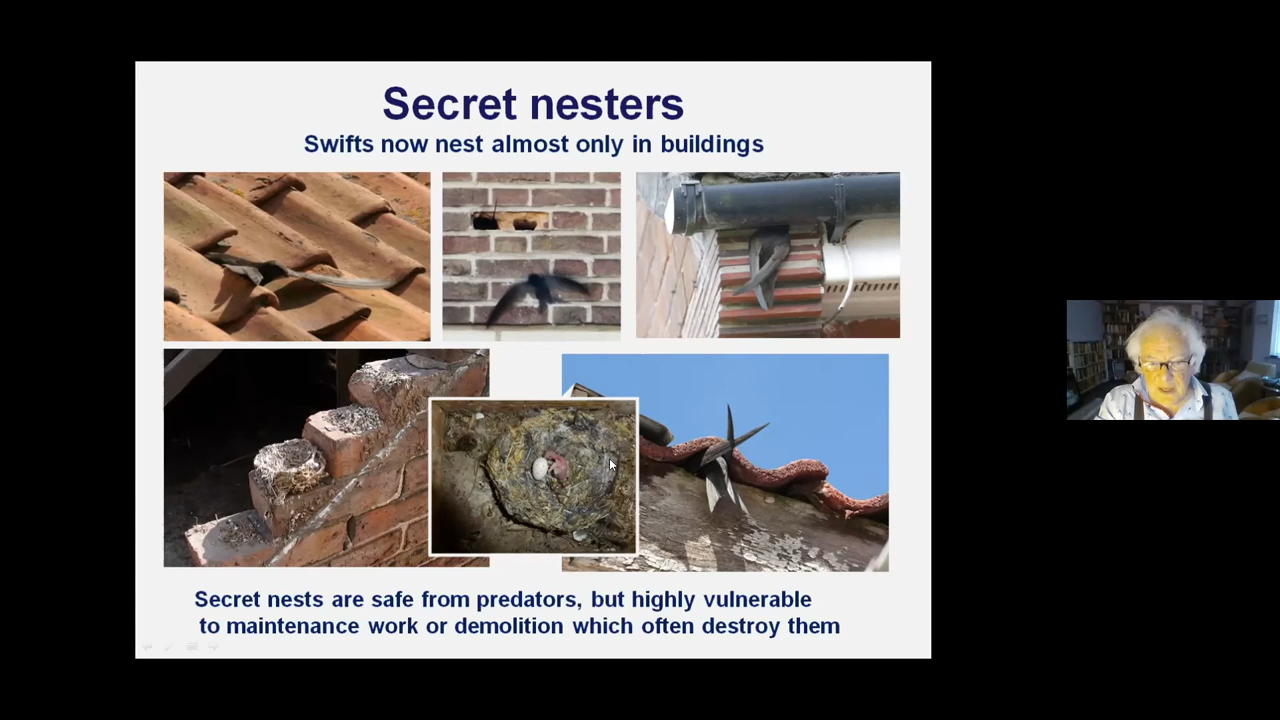 Secret nesters
Swifts now nest almost only in buildings
Secret nests are safe from predators, but highly vulnerable
to maintenance work or demolition which often destroy them